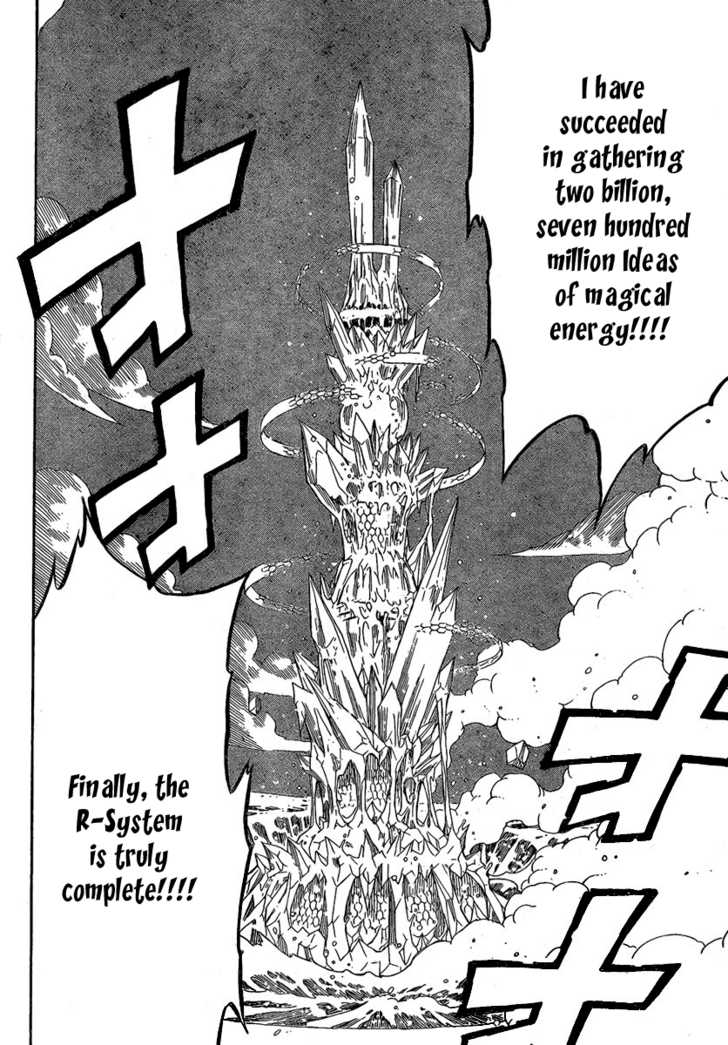 I have
succeeded
in gathering
two billion,
seven hundred
million Ideas
of magical
energy!!!!
オ
オ
Finally, the
R-System
is truly
complete!!!!
オ
オ